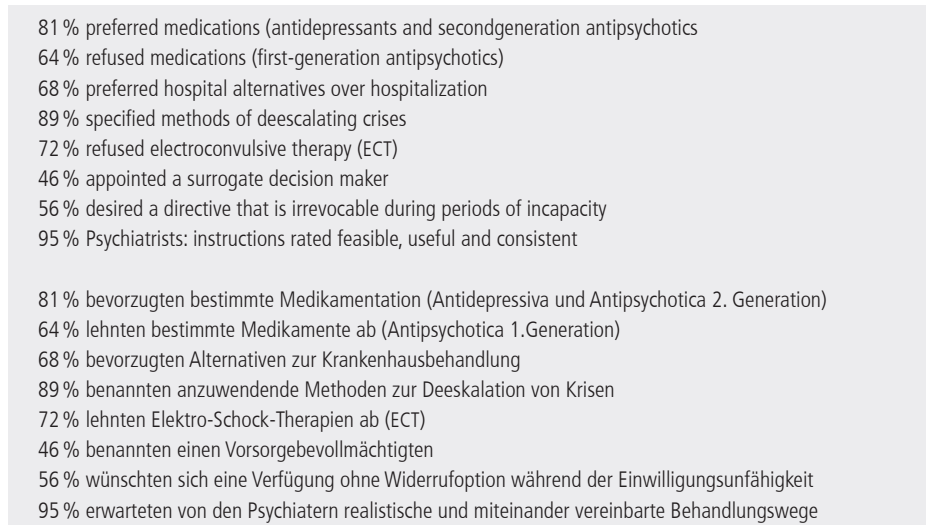 81 % preferred medications (antidepressants and secondgeneration antipsychotics
64 % refused medications (first-generation antipsychotics)
68 % preferred hospital alternatives over hospitalization
89 % specified methods of deescalating crises
72 % refused electroconvulsive therapy (ECT)
46 % appointed a surrogate decision maker
56 % desired a directive that is irrevocable during periods of incapacity
95 % Psychiatrists: instructions rated feasible, useful and consistent
81 % bevorzugten bestimmte Medikamentation (Antidepressiva und Antipsychotica 2. Generation)
64 % lehnten bestimmte Medikamente ab (Antipsychotica 1.Generation)
68 % bevorzugten Alternativen zur Krankenhausbehandlung
89 % benannten anzuwendende Methoden zur Deeskalation von Krisen
72 % lehnten Elektro-Schock-Therapien ab (ECT)
46 % benannten einen Vorsorgebevollmächtigten
56 % wünschten sich eine Verfügung ohne Widerrufoption während der Einwilligungsunfähigkeit
95 % erwarteten von den Psychiatern realistische und miteinander vereinbarte Behandlungswege